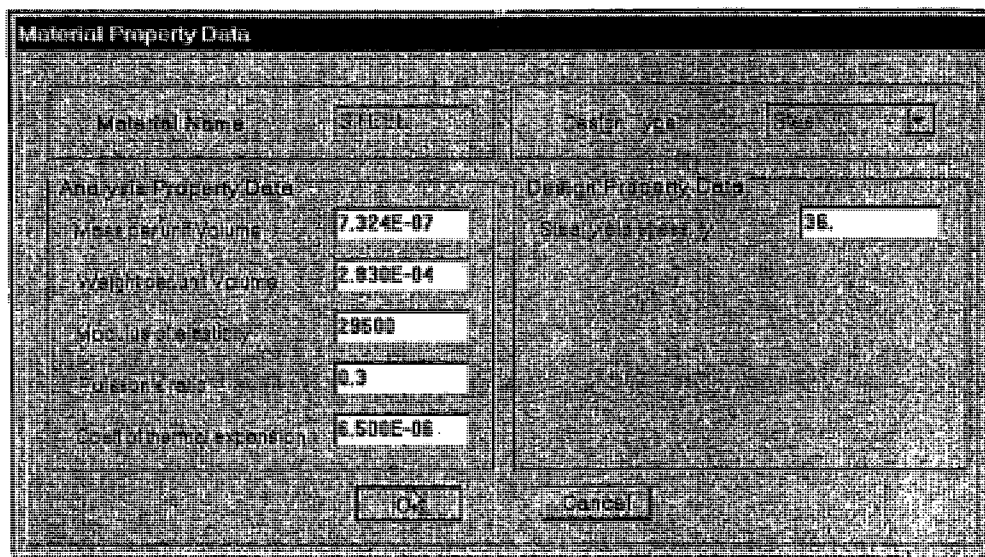 Material Property Data
Material Name STEEL
Design Type Steel
Analysis Property Data
Mass per unit Volume 7.324E-07
Weight per unit Volume 2.830E-04
Modulus of elasticity 29500
Poisson's ratio 0.3
Coeff of thermal expansion 6.500E-06
Design Property Data
Steel yield stress, fy 36.
OK
Cancel